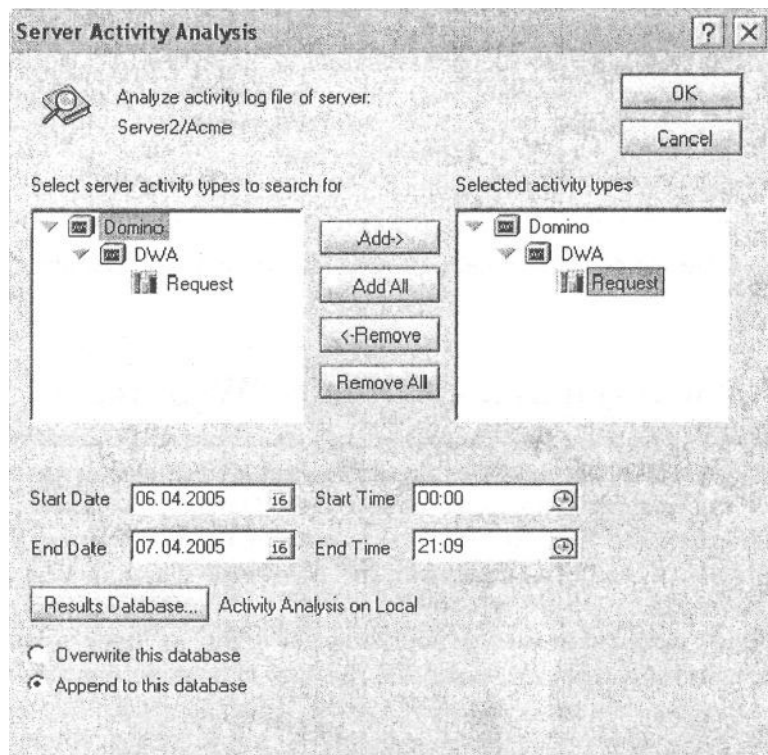 Server Activity Analysis
Analyze activity log file of server:
Server2/Acme
OK
Cancel
Select server activity types to search for
Selected activity types
Domino
DWA
Request
Add->
Add All
<-Remove
Remove All
Domino
DWA
Request
Start Date 06.04.2005 16 Start Time 00:00
End Date 07.04.2005 16 End Time 21:09
Results Database... Activity Analysis on Local
Overwrite this database
Append to this database